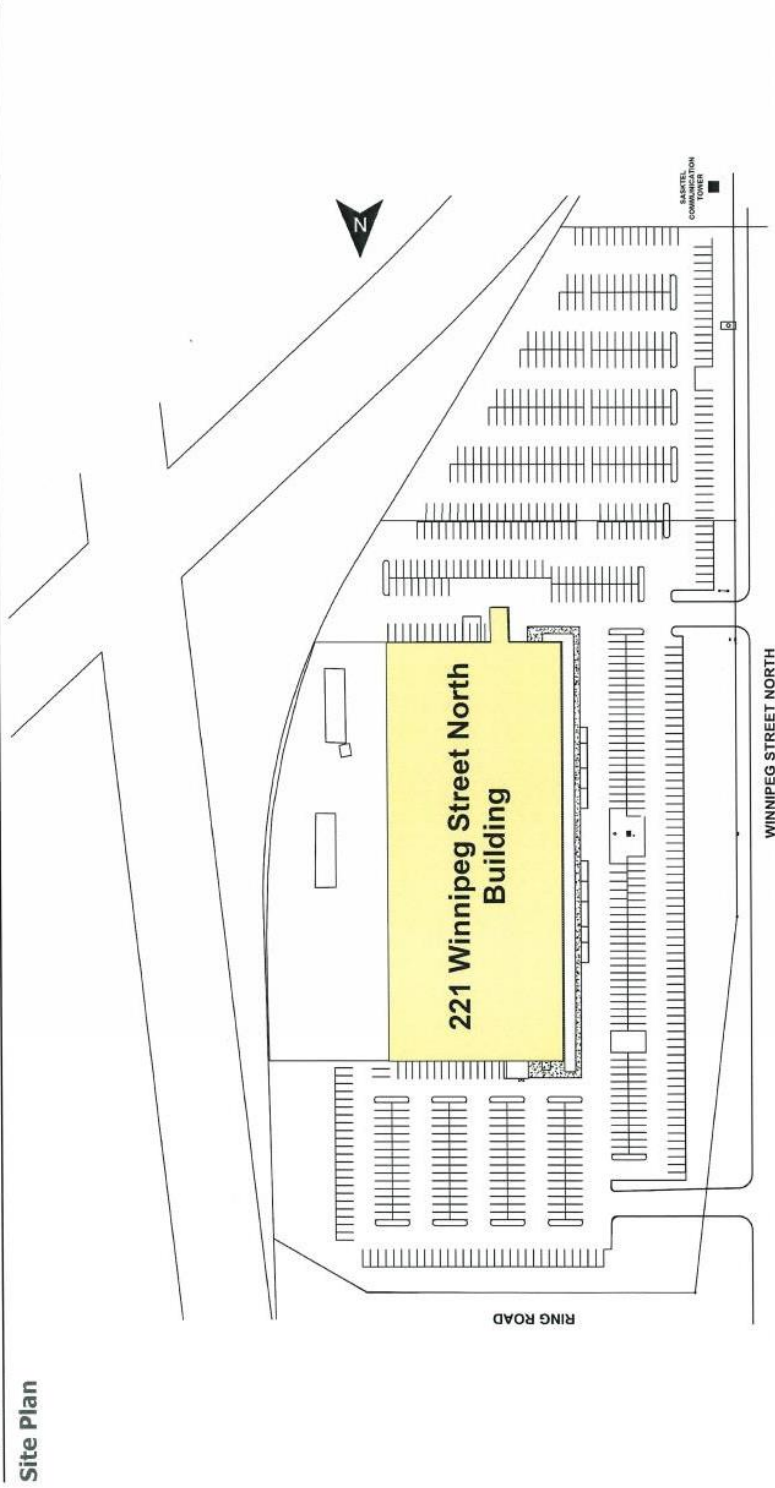 Site Plan
N
SASKTEL
COMMUNICATION
TOWER
221 Winnipeg Street North
Building
RING ROAD
WINNIPEG STREET NORTH